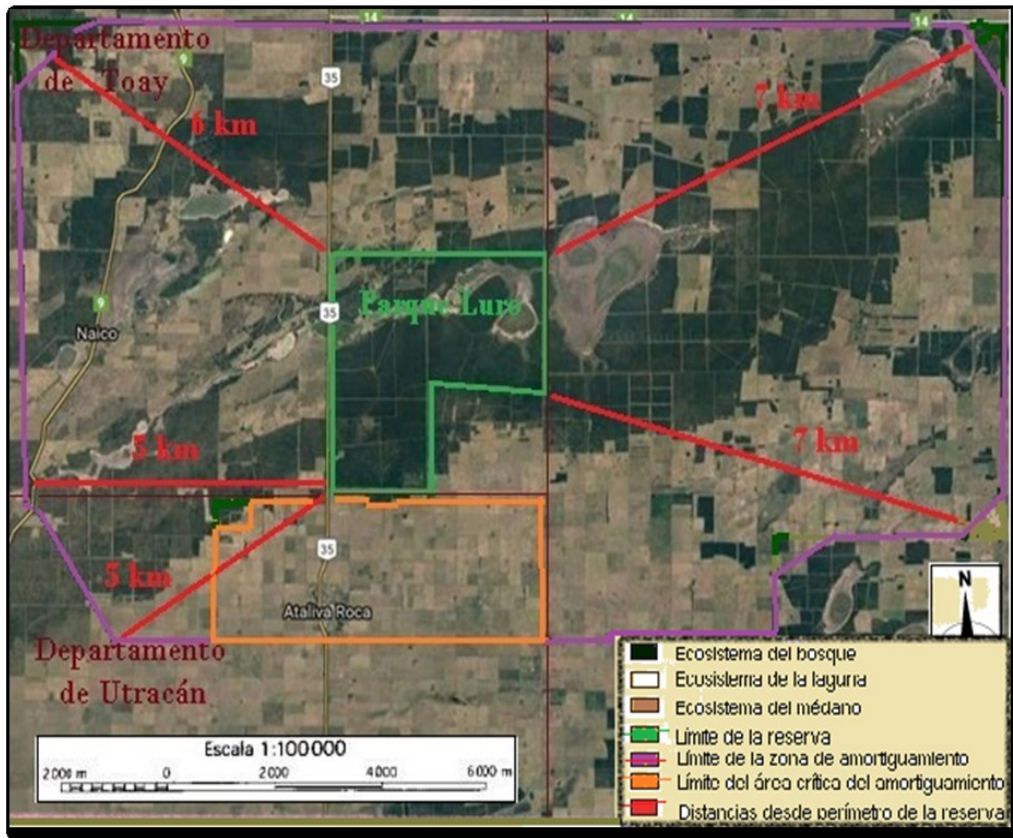 14
14
14
Departamento
de Toay
9
35
6 km
7 km
Parque Luro
35
9
Naico
5 km
7 km
35
5 km
Ataliva Roca
Departamento
de Utracán
N
Escala 1:100000
2000 m 0 2000 4000 6000 m
Ecosistema del bosque
Ecosistema de la laguna
Ecosistema del médano
Límite de la reserva
Límite de la zona de amortiguamiento
Límite del área crítica del amortiguamiento
Distancias desde perímetro de la reserva